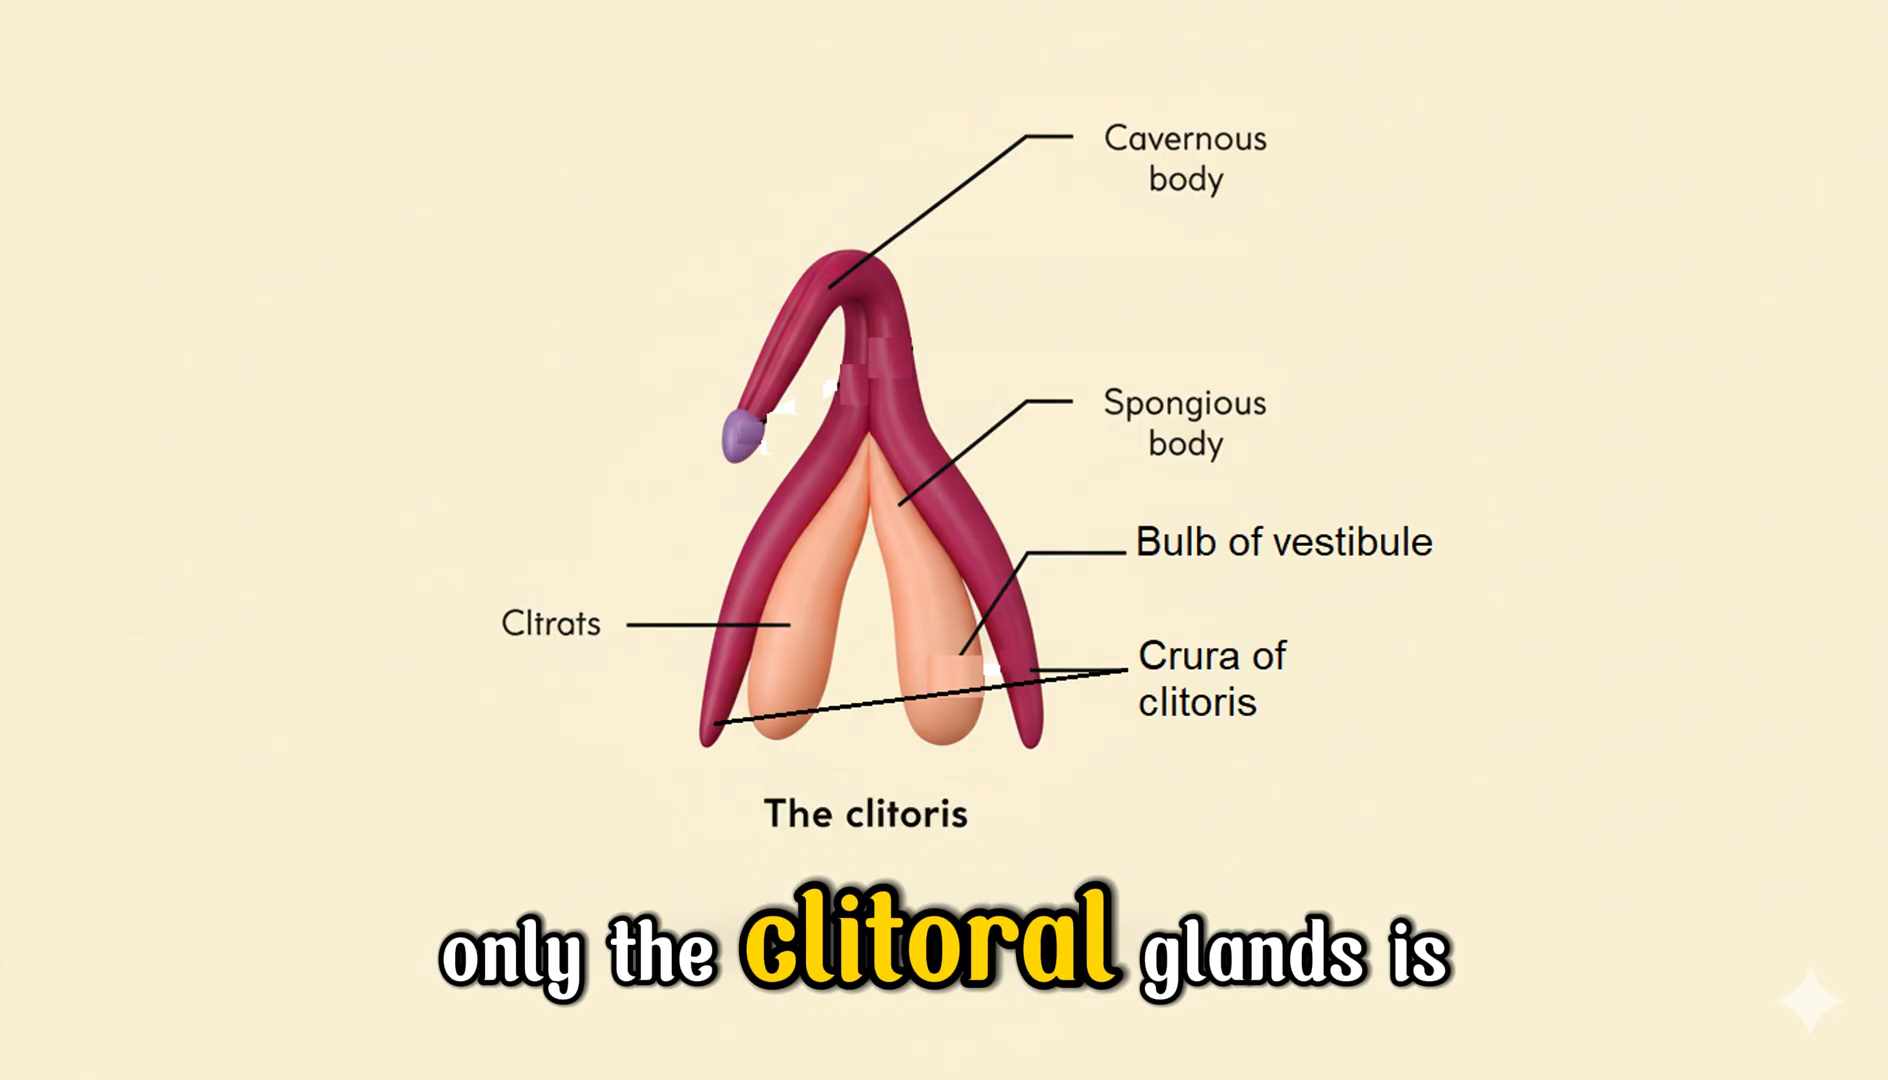 Cavernous
body
Spongious
body
Bulb of vestibule
Cltrats
Crura of
clitoris
The clitoris
only the clitoral glands is